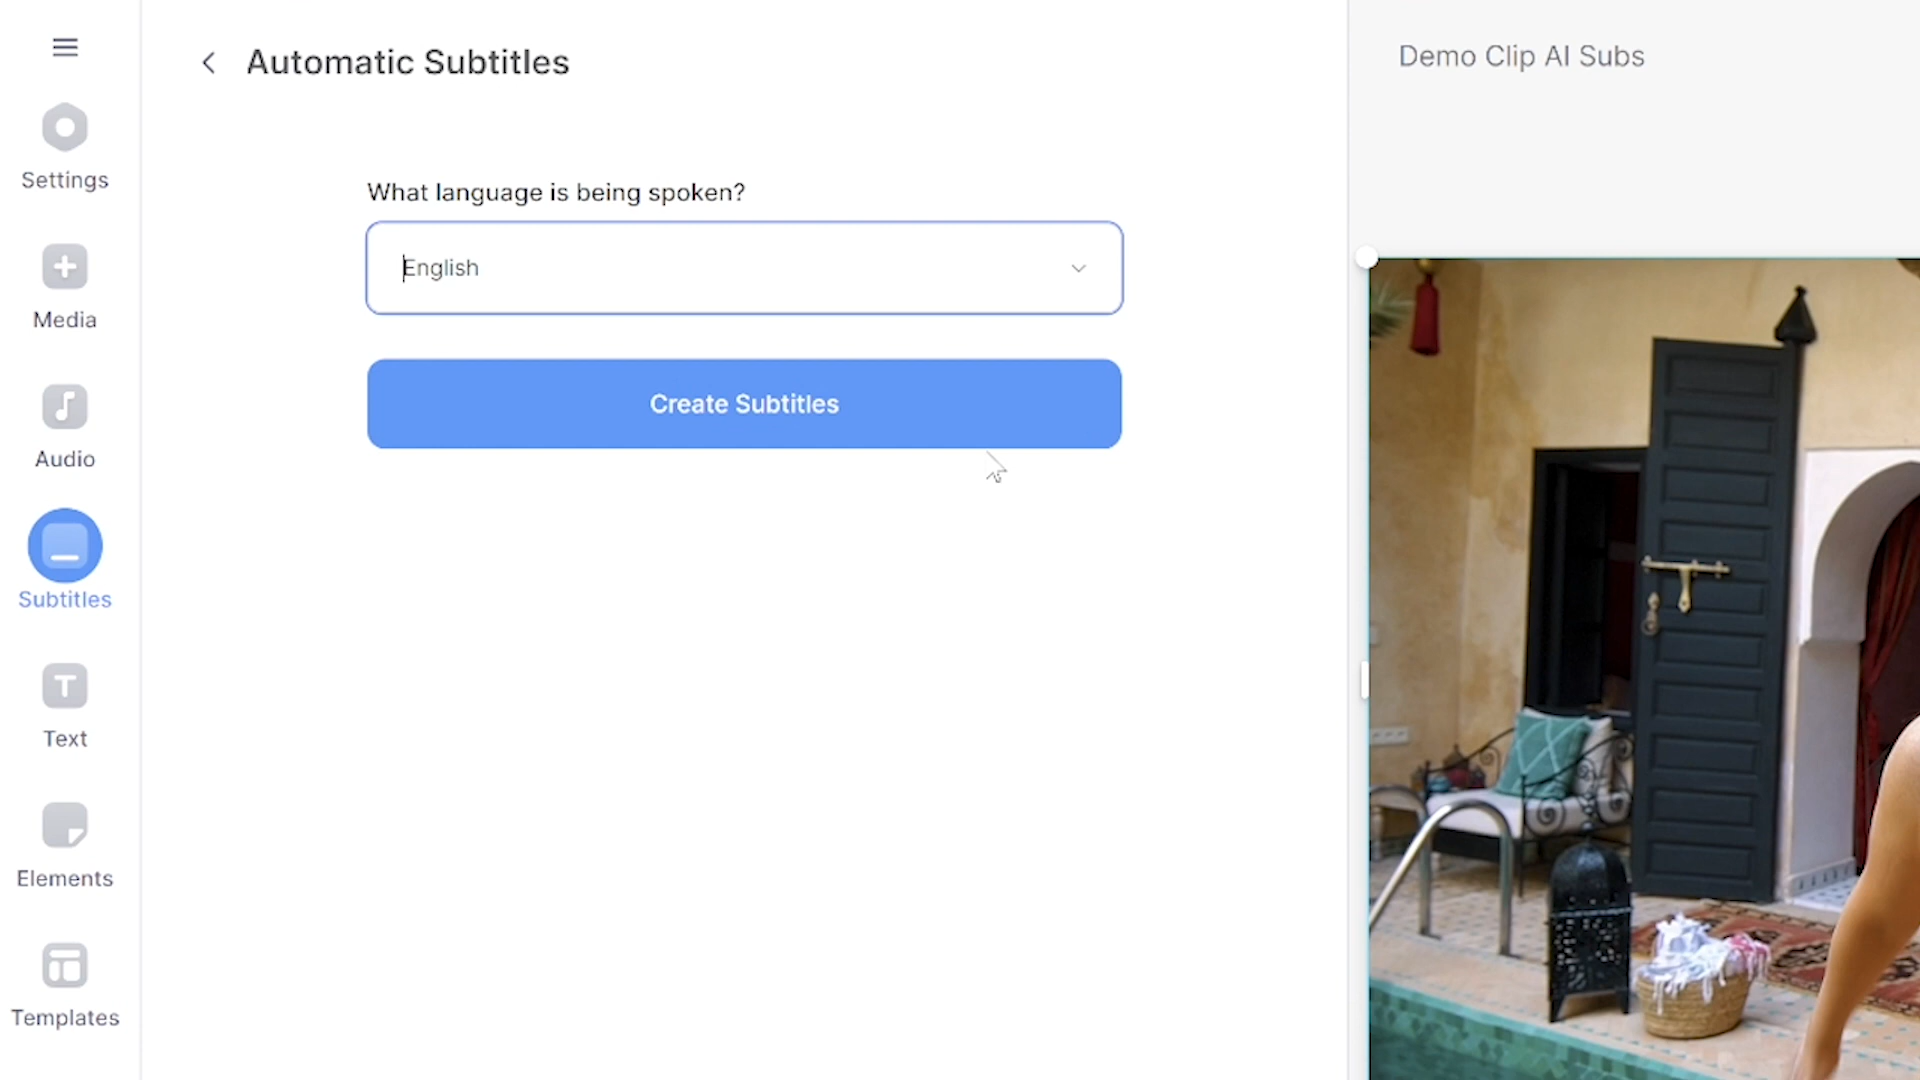 Automatic Subtitles
Demo Clip AI Subs
Settings
What language is being spoken?
English
Media
Create Subtitles
Audio
Subtitles
Text
Elements
Templates